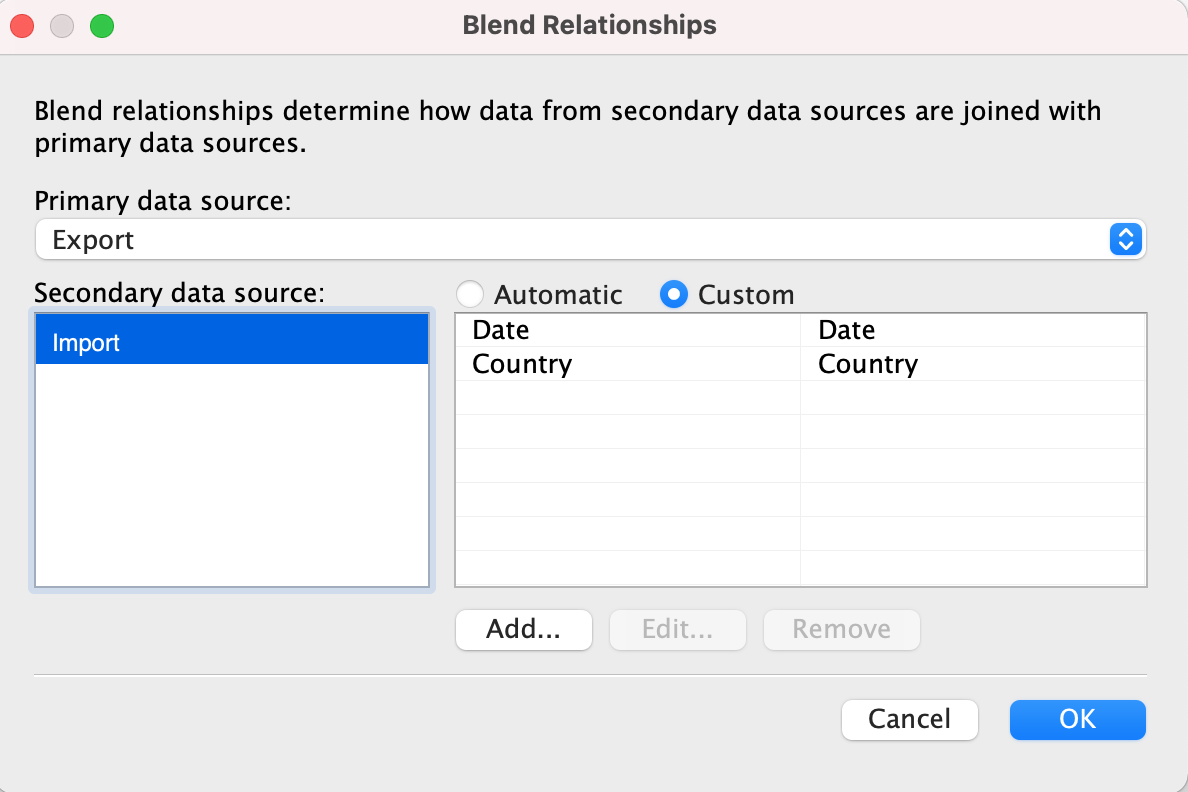 Blend Relationships
Blend relationships determine how data from secondary data sources are joined with
primary data sources.
Primary data source:
Export
Secondary data source:
Automatic
Custom
Import
Date
Date
Country
Country
Add...
Edit...
Remove
Cancel
OK